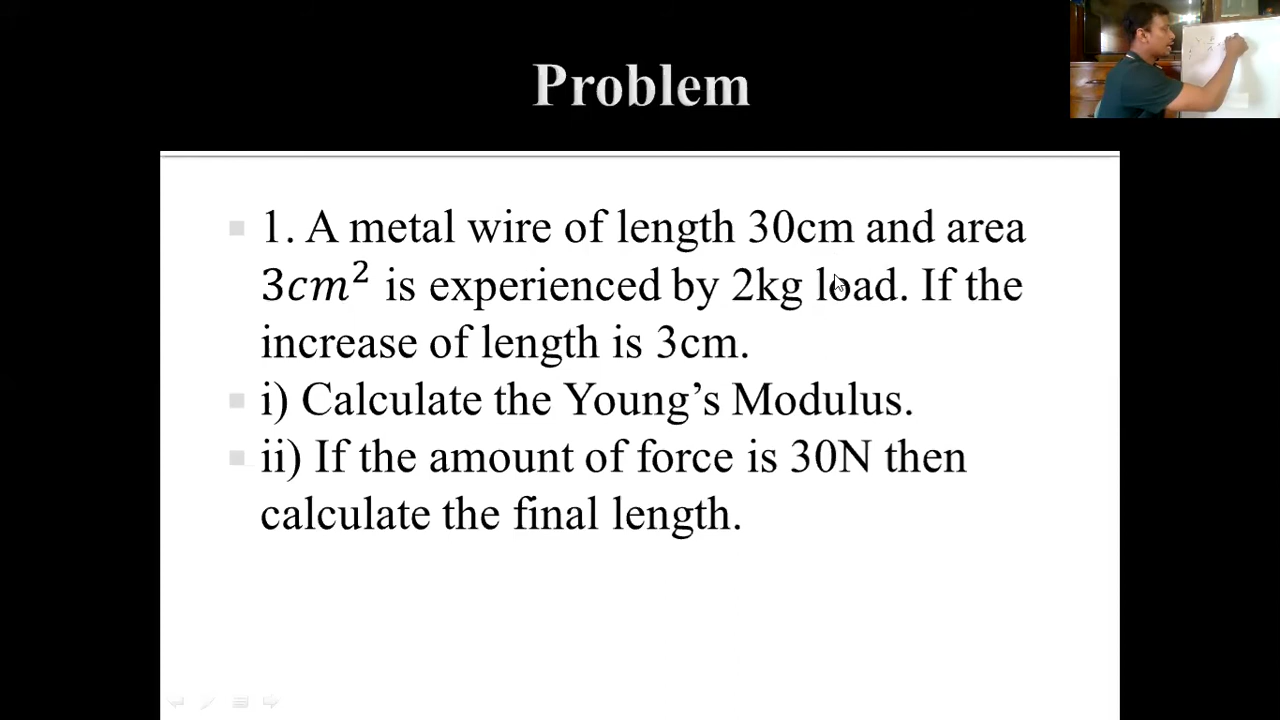 Problem
1. A metal wire of length 30cm and area
3cm² is experienced by 2kg load. If the
increase of length is 3cm.
i) Calculate the Young’s Modulus.
ii) If the amount of force is 30N then
calculate the final length.